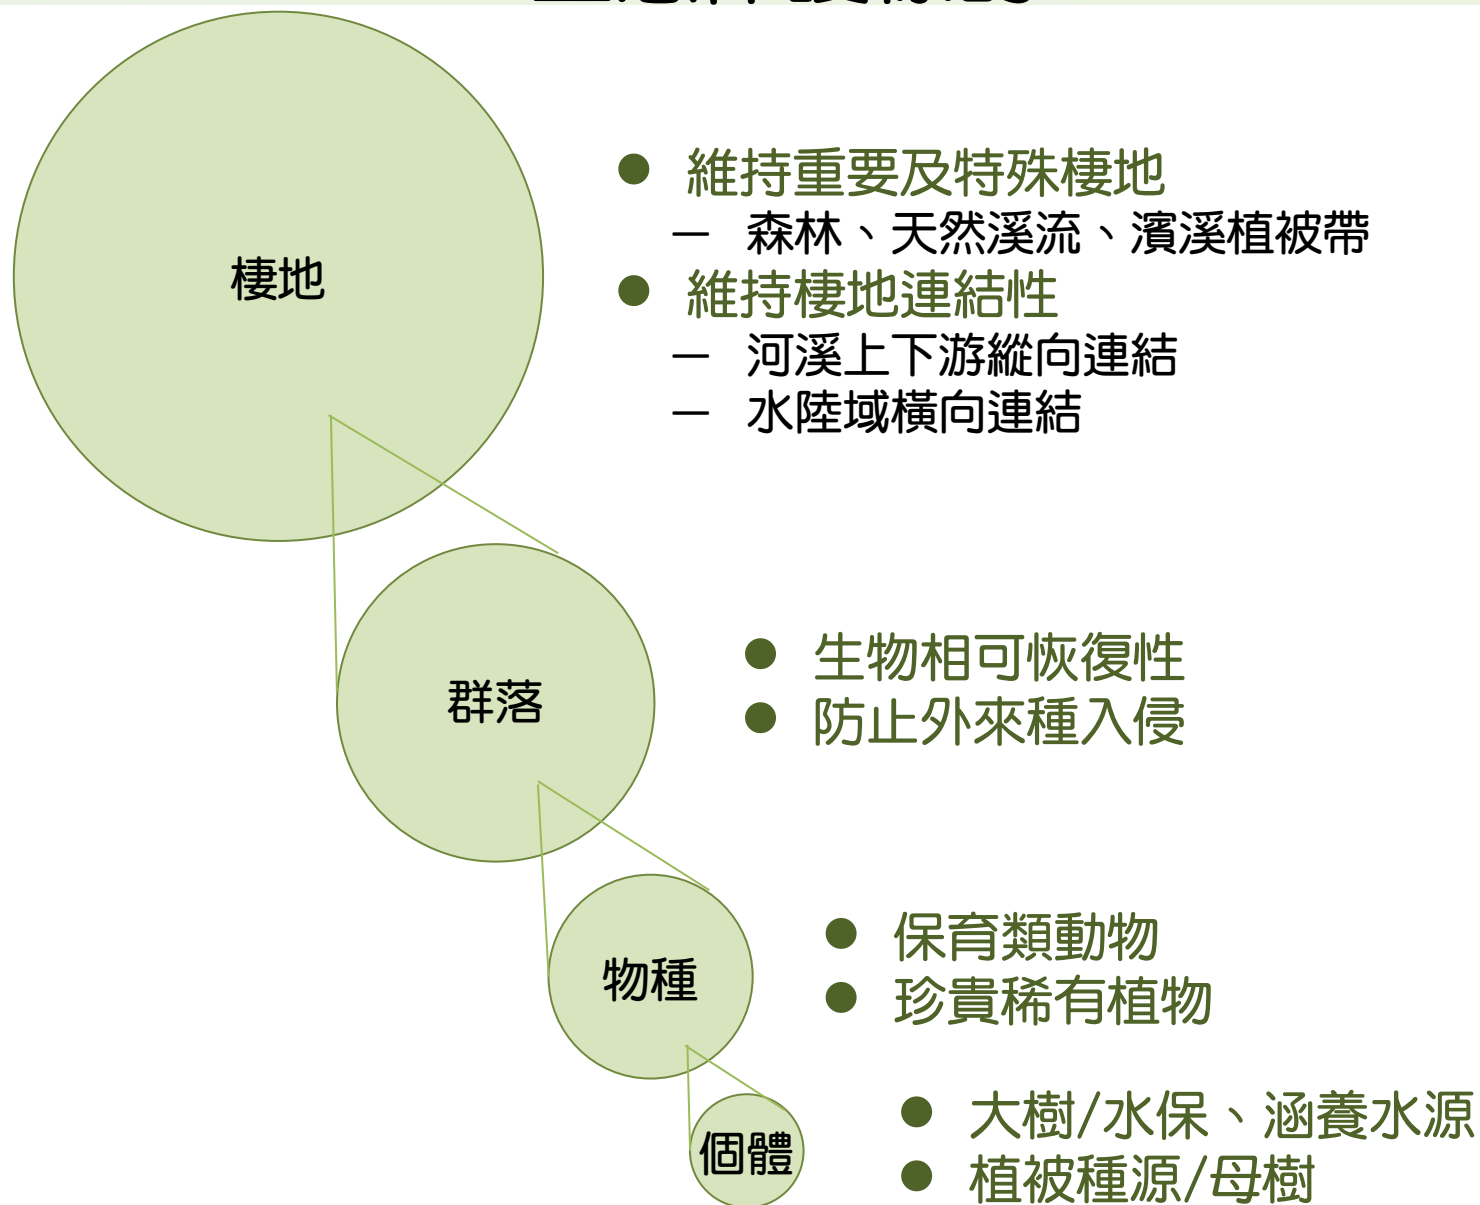 棲地
● 維持重要及特殊棲地
－ 森林、天然溪流、濱溪植被帶
● 維持棲地連結性
－ 河溪上下游縱向連結
－ 水陸域橫向連結
群落
● 生物相可恢復性
● 防止外來種入侵
物種
● 保育類動物
● 珍貴稀有植物
個體
● 大樹/水保、涵養水源
● 植被種源/母樹